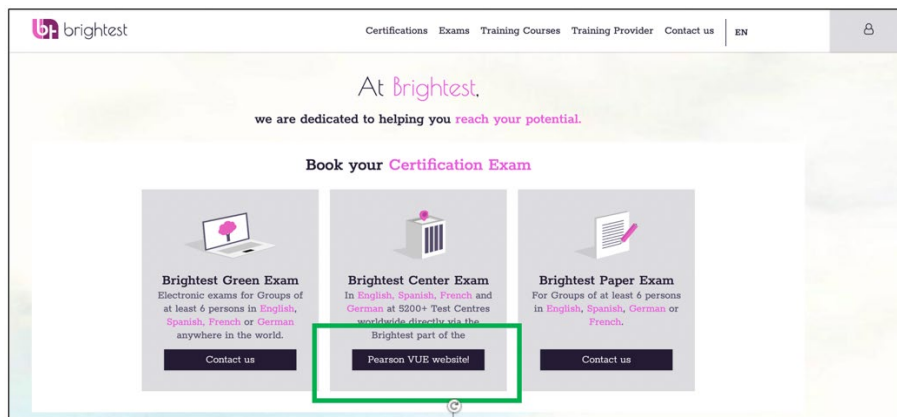 brightest
Certifications Exams Training Courses Training Provider Contact us EN
At Brightest,
we are dedicated to helping you reach your potential.
Book your Certification Exam
Brightest Green Exam
Electronic exams for Groups of
at least 6 persons in English,
Spanish, French or German
anywhere in the world.
Contact us
Brightest Center Exam
In English, Spanish, French and
German at 5200+ Test Centres
worldwide directly via the
Brightest part of the
Pearson VUE website!
Brightest Paper Exam
For Groups of at least 6 persons
in English, Spanish, German or
French.
Contact us